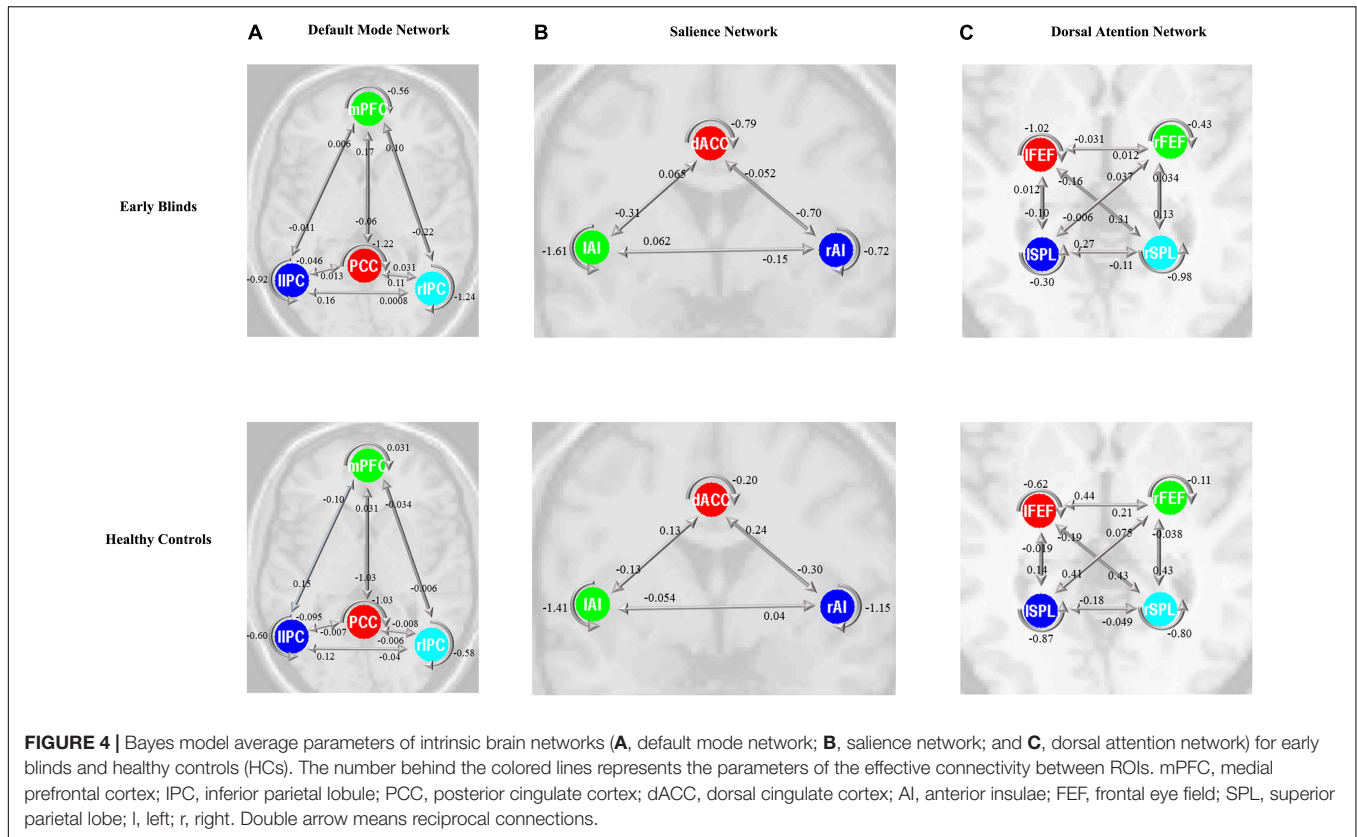 A Default Mode Network
B Salience Network
C Dorsal Atention Network
Early Blinds
mPFC -0.56
0.006 0.17 0.10
-0.011 -0.06 -0.22
lIPC -0.92 -0.046 0.013 PCC -1.22 0.031 0.11 rIPC -1.24
0.16 0.0008
dACC -0.79
0.065 -0.052
-0.31 -0.70
lAI -1.61 0.062 -0.15 rAI -0.72
lFEF -1.02 -0.031 0.012 rFEF -0.43
0.012 -0.16 0.037 0.034
-0.10 -0.006 0.31 0.13
lSPL -0.30 0.27 -0.11 rSPL -0.98
Healthy Controls
mPFC 0.031
-0.10 0.031 -0.034
0.15 -1.03 -0.006
lIPC -0.60 -0.095 -0.007 PCC -1.03 -0.008 -0.006 rIPC -0.58
0.12 -0.04
dACC -0.20
0.13 0.24
-0.13 -0.30
lAI -1.41 -0.054 0.04 rAI -1.15
lFEF -0.62 0.44 0.21 rFEF -0.11
-0.019 -0.19 0.075 -0.038
0.14 0.41 0.43 0.43
lSPL -0.87 -0.18 -0.049 rSPL -0.80
FIGURE 4 | Bayes model average parameters of intrinsic brain networks (A, default mode network; B, salience network; and C, dorsal attention network) for early
blinds and healthy controls (HCs). The number behind the colored lines represents the parameters of the effective connectivity between ROIs. mPFC, medial
prefrontal cortex; IPC, inferior parietal lobule; PCC, posterior cingulate cortex; dACC, dorsal cingulate cortex; AI, anterior insulae; FEF, frontal eye field; SPL, superior
parietal lobe; l, left; r, right. Double arrow means reciprocal connections.